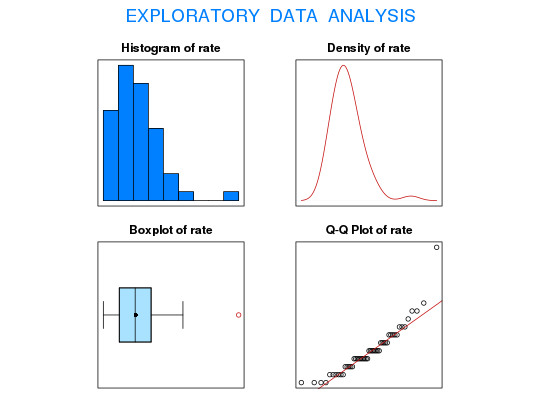 EXPLORATORY DATA ANALYSIS
Histogram of rate
Density of rate
Boxplot of rate
Q-Q Plot of rate